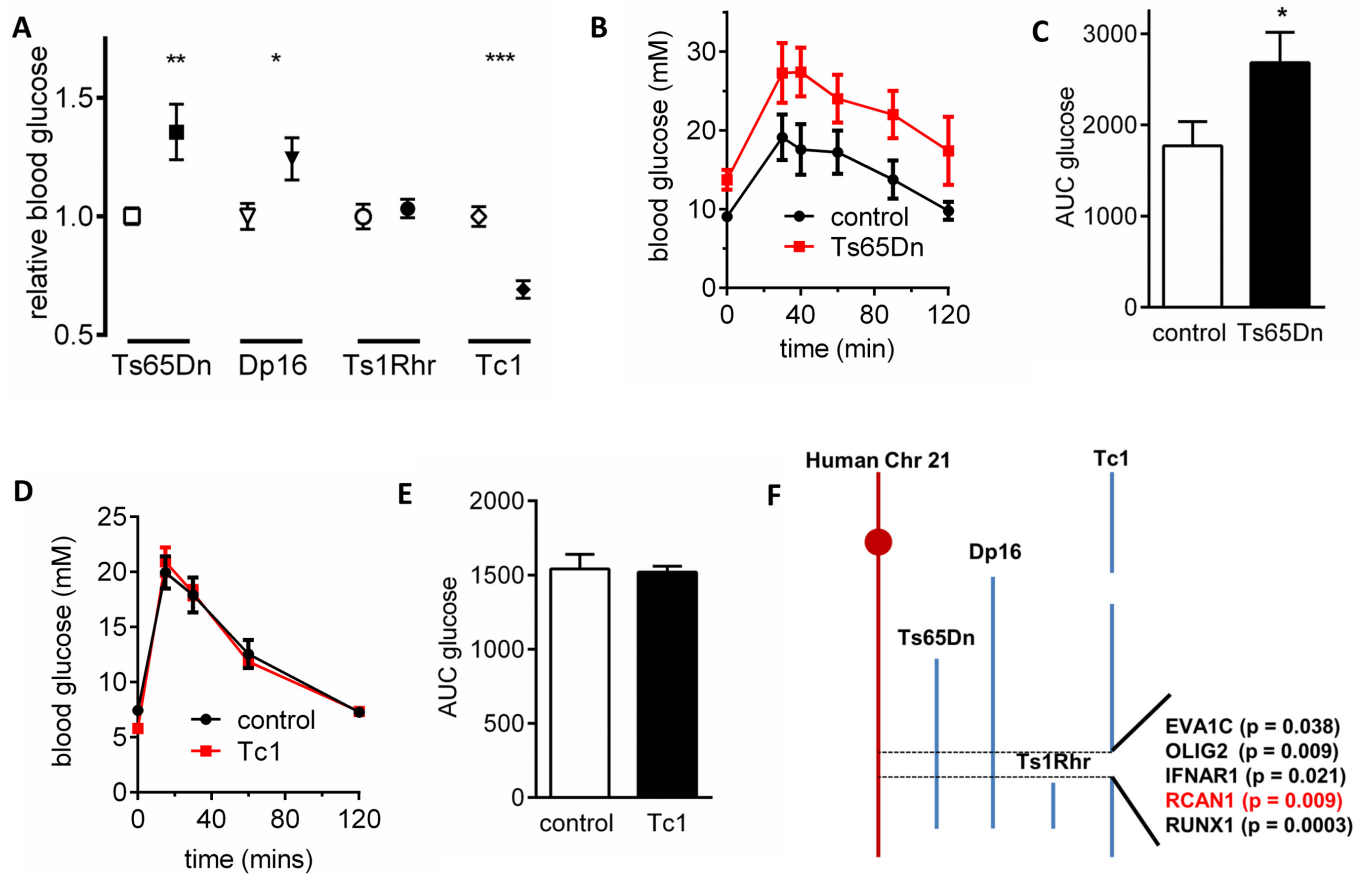 A
relative blood glucose
1.5
1.0
0.5
**
*
***
Ts65Dn
Dp16
Ts1Rhr
Tc1
B
blood glucose (mM)
30
20
10
0
control
Ts65Dn
0
40
80
120
time (min)
C
AUC glucose
3000
2000
1000
0
*
control
Ts65Dn
D
blood glucose (mM)
25
20
15
10
5
0
control
Tc1
0
40
80
120
time (mins)
E
AUC glucose
2000
1500
1000
500
0
control
Tc1
F
Human Chr 21
Tc1
Dp16
Ts65Dn
Ts1Rhr
EVA1C (p = 0.038)
OLIG2 (p = 0.009)
IFNAR1 (p = 0.021)
RCAN1 (p = 0.009)
RUNX1 (p = 0.0003)